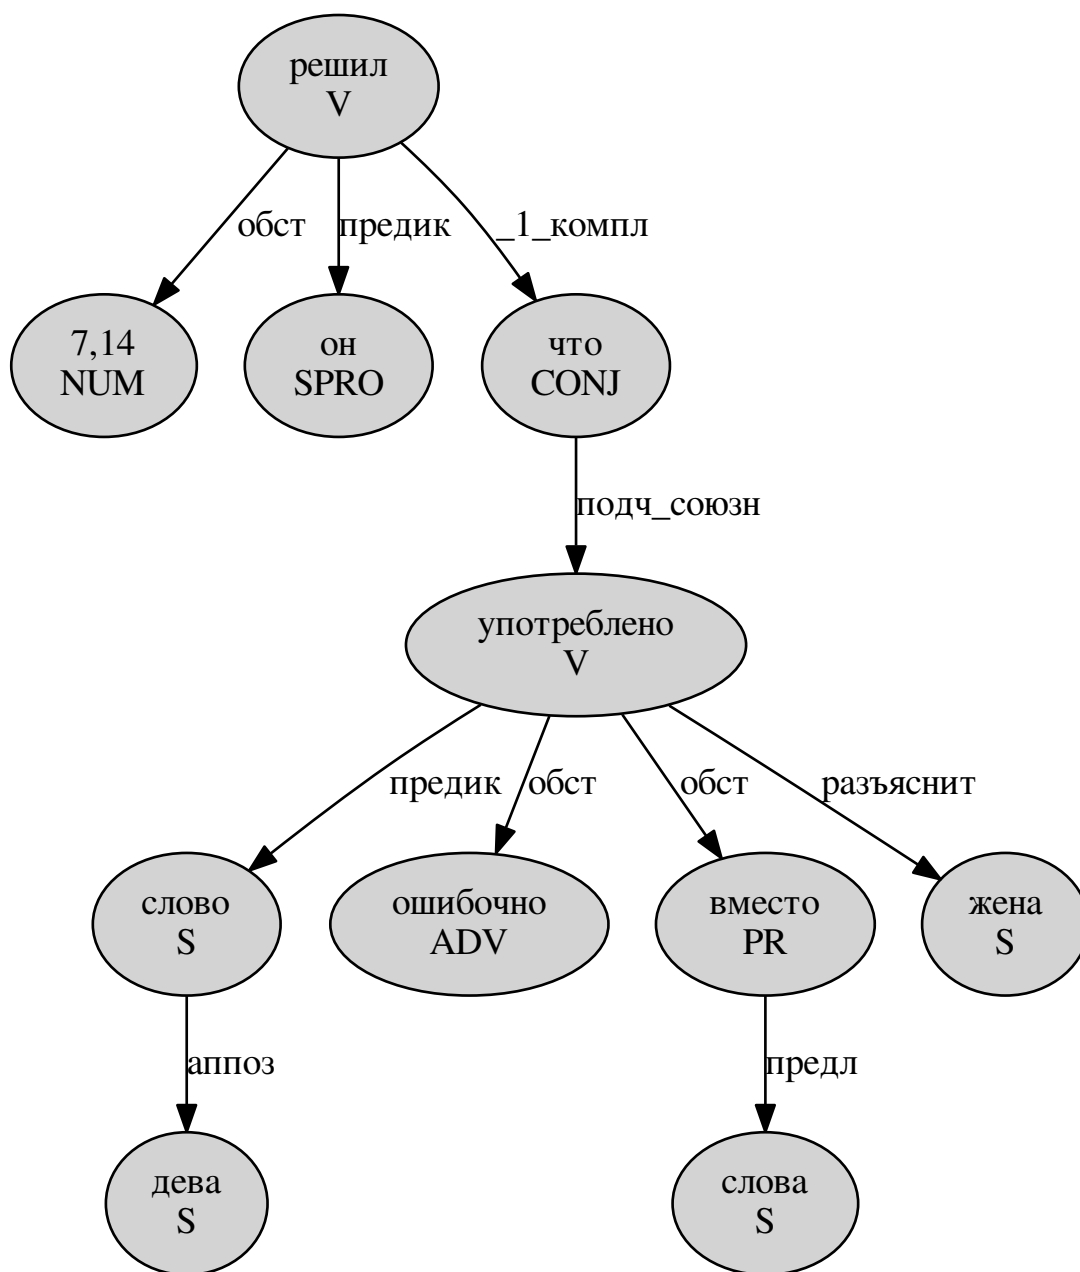 решил
V
обст
предик
_1_компл
7,14
NUM
он
SPRO
что
CONJ
подч_союзн
употреблено
V
предик
обст
обст
разъяснит
слово
S
ошибочно
ADV
вместо
PR
жена
S
аппоз
предл
дева
S
слова
S